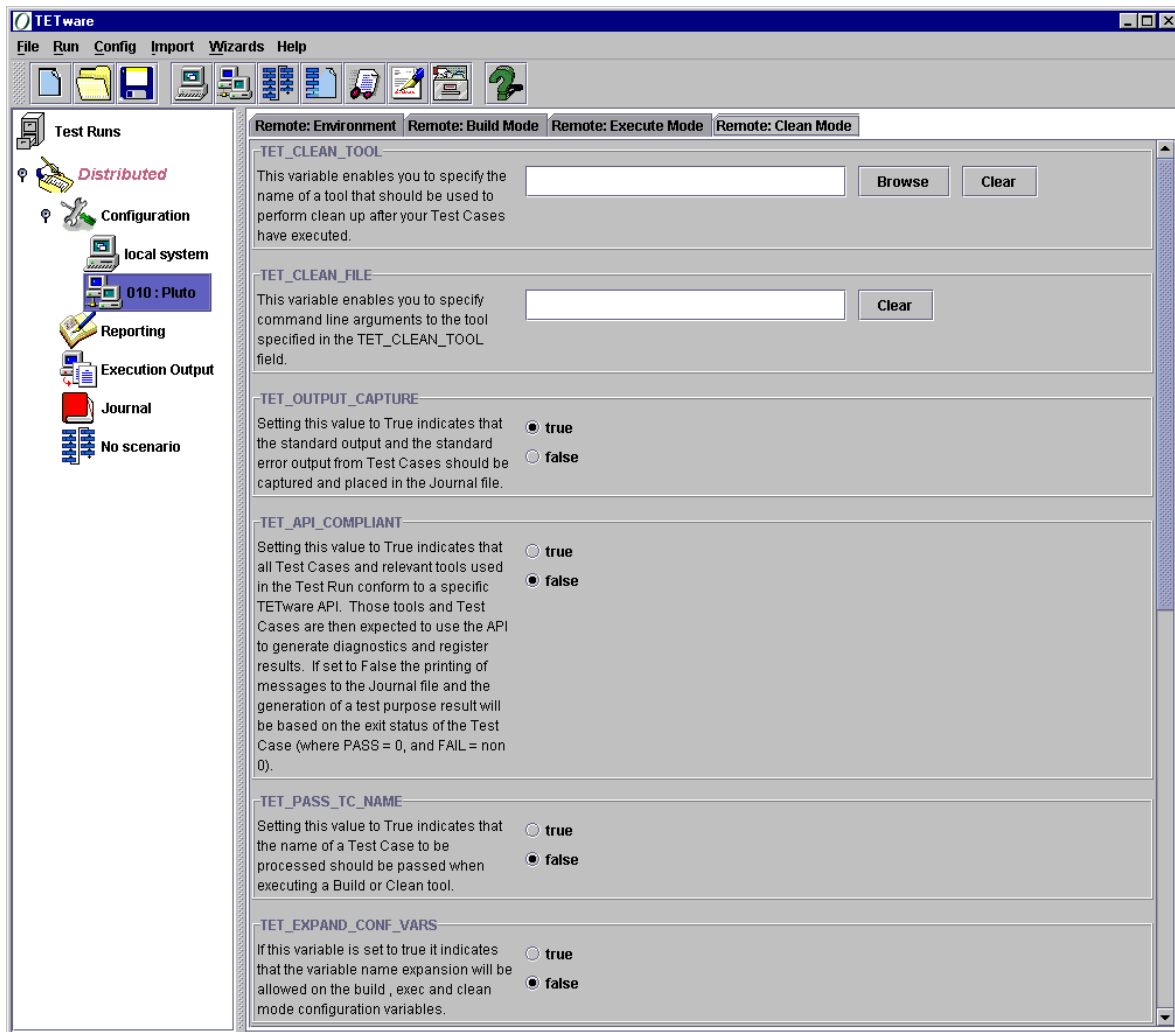 TETware
File Run Config Import Wizards Help
Test Runs
Distributed
Configuration
local system
010 : Pluto
Reporting
Execution Output
Journal
No scenario
Remote: Environment Remote: Build Mode Remote: Execute Mode Remote: Clean Mode
TET_CLEAN_TOOL
This variable enables you to specify the
name of a tool that should be used to
perform clean up after your Test Cases
have executed.
Browse Clear
TET_CLEAN_FILE
This variable enables you to specify
command line arguments to the tool
specified in the TET_CLEAN_TOOL
field.
Clear
TET_OUTPUT_CAPTURE
Setting this value to True indicates that
the standard output and the standard
error output from Test Cases should be
captured and placed in the Journal file.
true
false
TET_API_COMPLIANT
Setting this value to True indicates that
all Test Cases and relevant tools used
in the Test Run conform to a specific
TETware API. Those tools and Test
Cases are then expected to use the API
to generate diagnostics and register
results. If set to False the printing of
messages to the Journal file and the
generation of a test purpose result will
be based on the exit status of the Test
Case (where PASS = 0, and FAIL = non
0).
true
false
TET_PASS_TC_NAME
Setting this value to True indicates that
the name of a Test Case to be
processed should be passed when
executing a Build or Clean tool.
true
false
TET_EXPAND_CONF_VARS
If this variable is set to true it indicates
that the variable name expansion will be
allowed on the build , exec and clean
mode configuration variables.
true
false